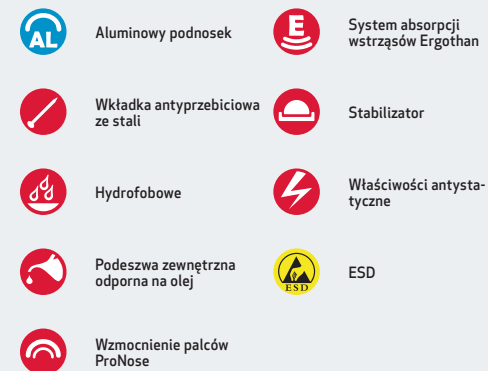 AL
Aluminowy podnosek
Wkładka antyprzebiciowa
ze stali
Hydrofobowe
Podeszwa zewnętrzna
odporna na olej
Wzmocnienie palców
ProNose
E
System absorpcji
wstrząsów Ergothan
Stabilizator
Właściwości antysta-
tyczne
ESD
ESD